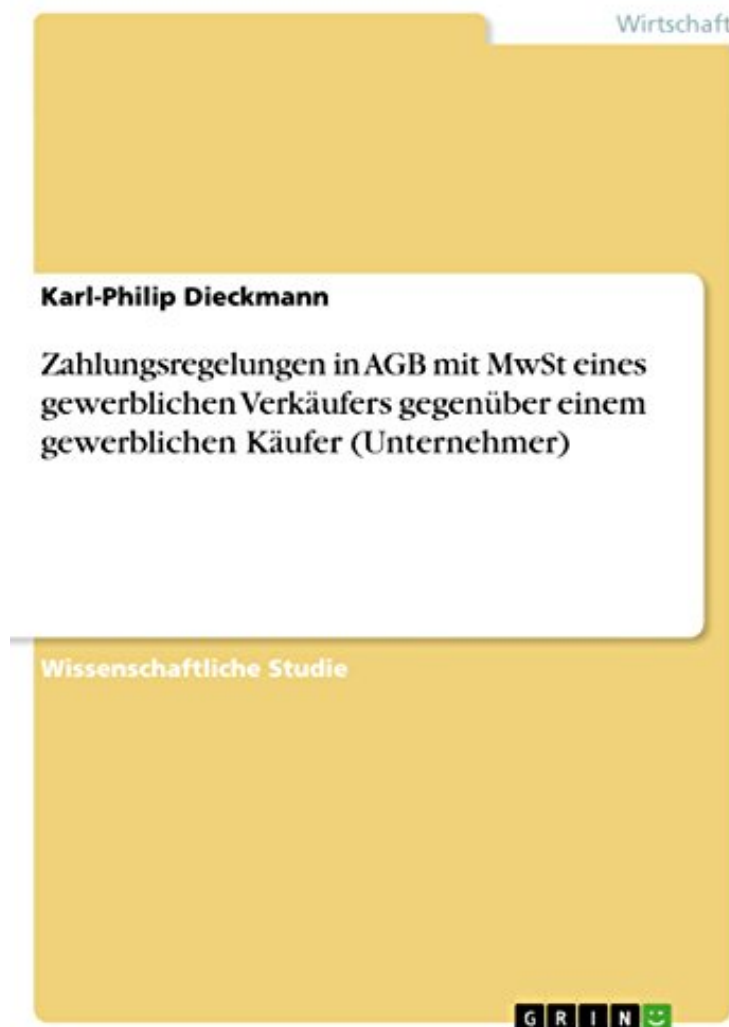 Wirtschaft
Karl-Philip Dieckmann
Zahlungsregelungen in AGB mit MwSt eines
gewerblichen Verkäufers gegenüber einem
gewerblichen Käufer (Unternehmer)
Wissenschaftliche Studie
GRIN